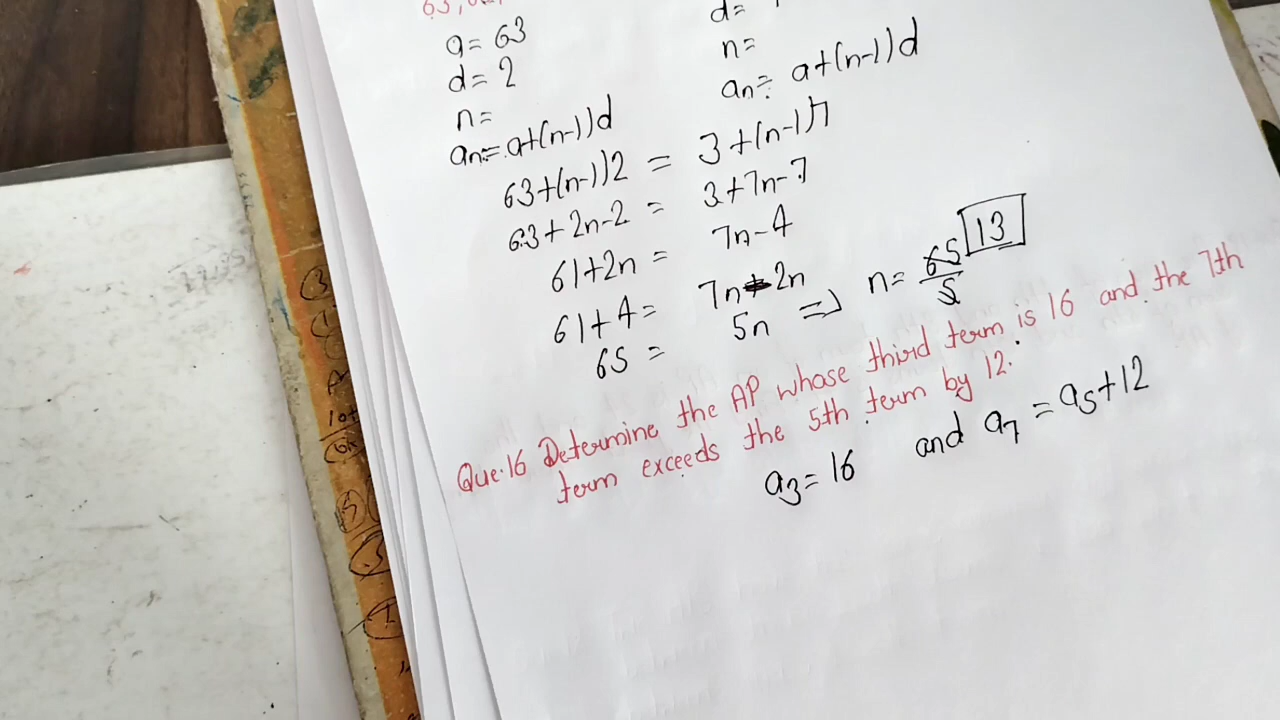 a = 63
d = 2
n =
an = a+(n-1)d
d=
n=
an = a+(n-1)d
63+(n-1)2 = 3+(n-1)7
63+2n-2 = 3+7n-7
61+2n = 7n-4
61+4 = 7n-2n
65 = 5n => n= 65/5 13
Que.16 Determine the AP whose third term is 16 and the 7th
term exceeds the 5th term by 12.
a3 = 16 and a7 = a5+12